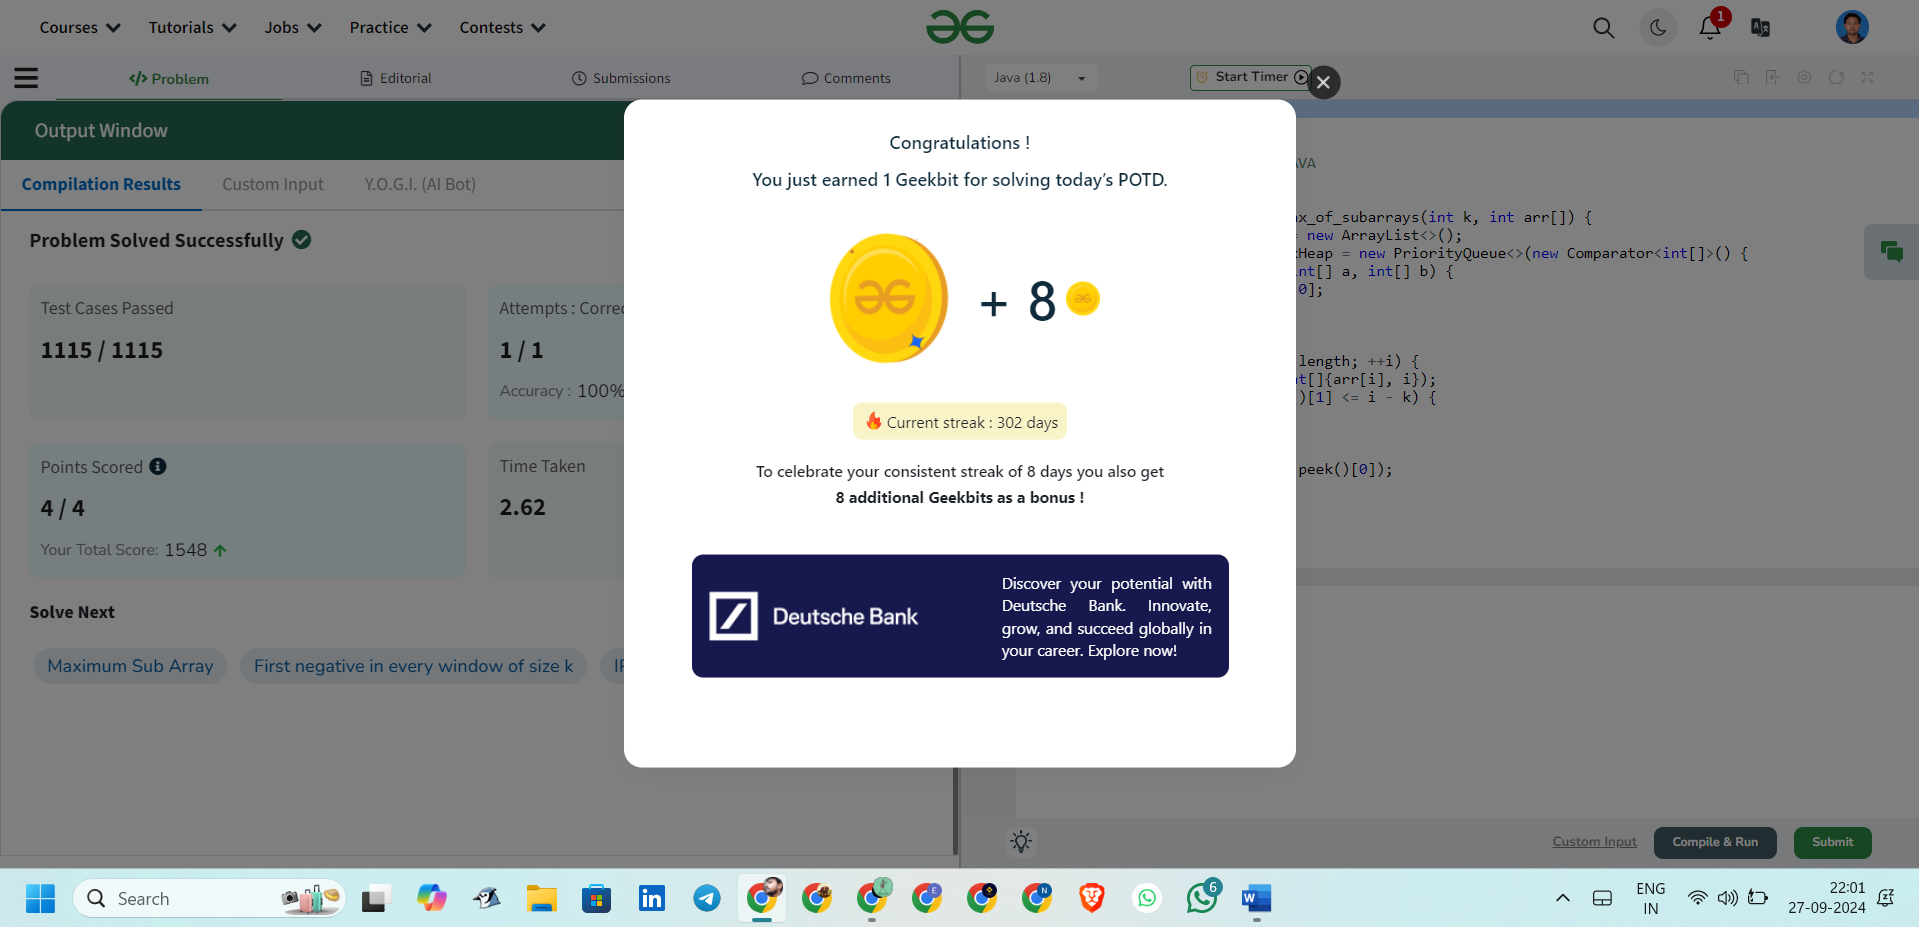 Courses Tutorials Jobs Practice Contests
1
Problem Editorial Submissions Comments
Java (1.8) Start Timer
Output Window
Compilation Results Custom Input Y.O.G.I. (AI Bot)
Problem Solved Successfully
Test Cases Passed
1115 / 1115
Attempts : Correc
1 / 1
Accuracy : 100%
Points Scored
4 / 4
Your Total Score: 1548
Time Taken
2.62
Solve Next
Maximum Sub Array First negative in every window of size k
Congratulations !
You just earned 1 Geekbit for solving today's POTD.
+ 8
Current streak : 302 days
To celebrate your consistent streak of 8 days you also get
8 additional Geekbits as a bonus !
Deutsche Bank
Discover your potential with
Deutsche Bank. Innovate,
grow, and succeed globally in
your career. Explore now!
VA
x_of_subarrays(int k, int arr[]) {
= new ArrayList<>();
Heap = new PriorityQueue<>(new Comparator<int[]>() {
nt[] a, int[] b) {
0];
length; ++i) {
t[]{arr[i], i});
)[1] <= i - k) {
peek()[0]);
Custom Input Compile & Run Submit
Search
E
N
6
W
ENG
IN
22:01
27-09-2024